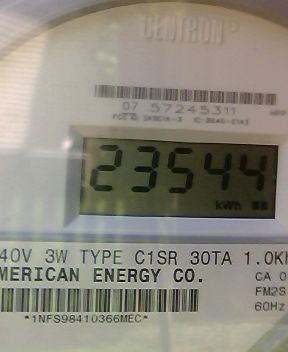 CENTRON®
07 57245311
23544
kWh
40V 3W TYPE C1SR 30TA 1.0K
MERICAN ENERGY CO.
CA 0
FM2S
60Hz
*1NFS98410366MEC*